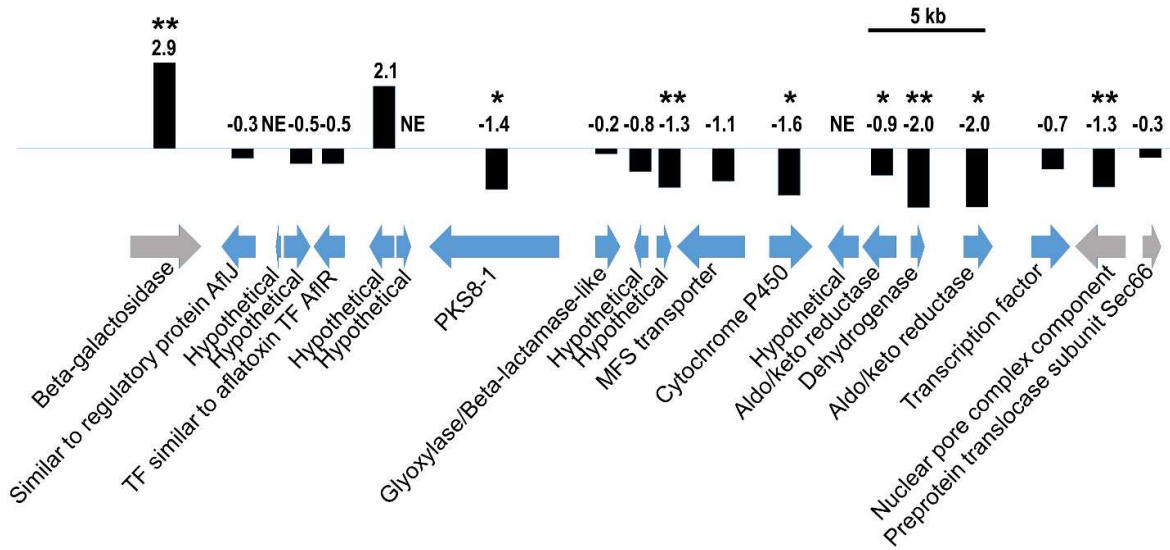 5 kb
**
2.9
-0.3
NE
-0.5
-0.5
2.1
NE
*
-1.4
-0.2
-0.8
**
-1.3
-1.1
*
-1.6
NE
*
-0.9
**
-2.0
*
-2.0
-0.7
**
-1.3
-0.3
Beta-galactosidase
Similar to regulatory protein AflJ
Hypothetical
Hypothetical
TF similar to aflatoxin TF AflR
Hypothetical
Hypothetical
PKS8-1
Glyoxylase/Beta-lactamase-like
Hypothetical
Hypothetical
MFS transporter
Cytochrome P450
Hypothetical
Aldo/keto reductase
Dehydrogenase
Aldo/keto reductase
Transcription factor
Nuclear pore complex component
Preprotein translocase subunit Sec66